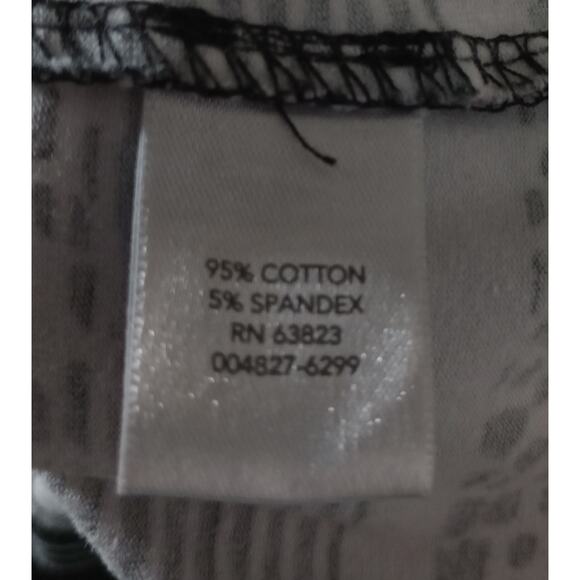 95% COTTON
5% SPANDEX
RN 63823
004827-6299